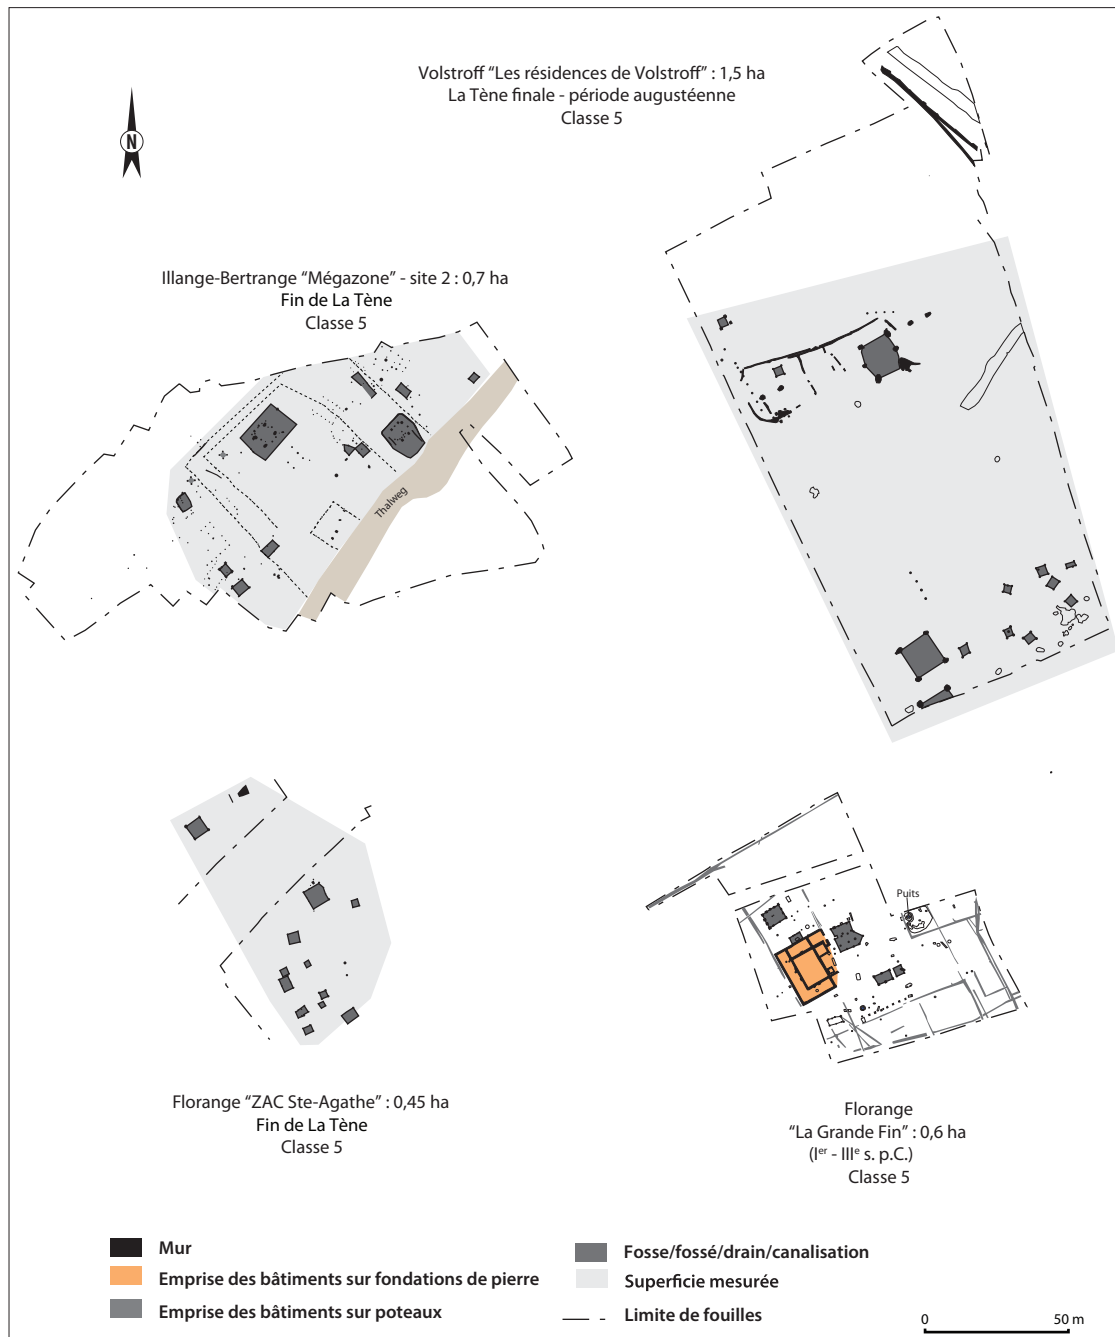 Volstroff “Les résidences de Volstroff” : 1,5 ha
La Tène finale - période augustéenne
Classe 5
N
Illange-Bertrange “Mégazone” - site 2 : 0,7 ha
Fin de La Tène
Classe 5
Thalweg
Puits
Florange “ZAC Ste-Agathe” : 0,45 ha
Fin de La Tène
Classe 5
Florange
“La Grande Fin” : 0,6 ha
(Ier - IIIe s. p.C.)
Classe 5
Mur
Emprise des bâtiments sur fondations de pierre
Emprise des bâtiments sur poteaux
Fosse/fossé/drain/canalisation
Superficie mesurée
Limite de fouilles
0 50 m